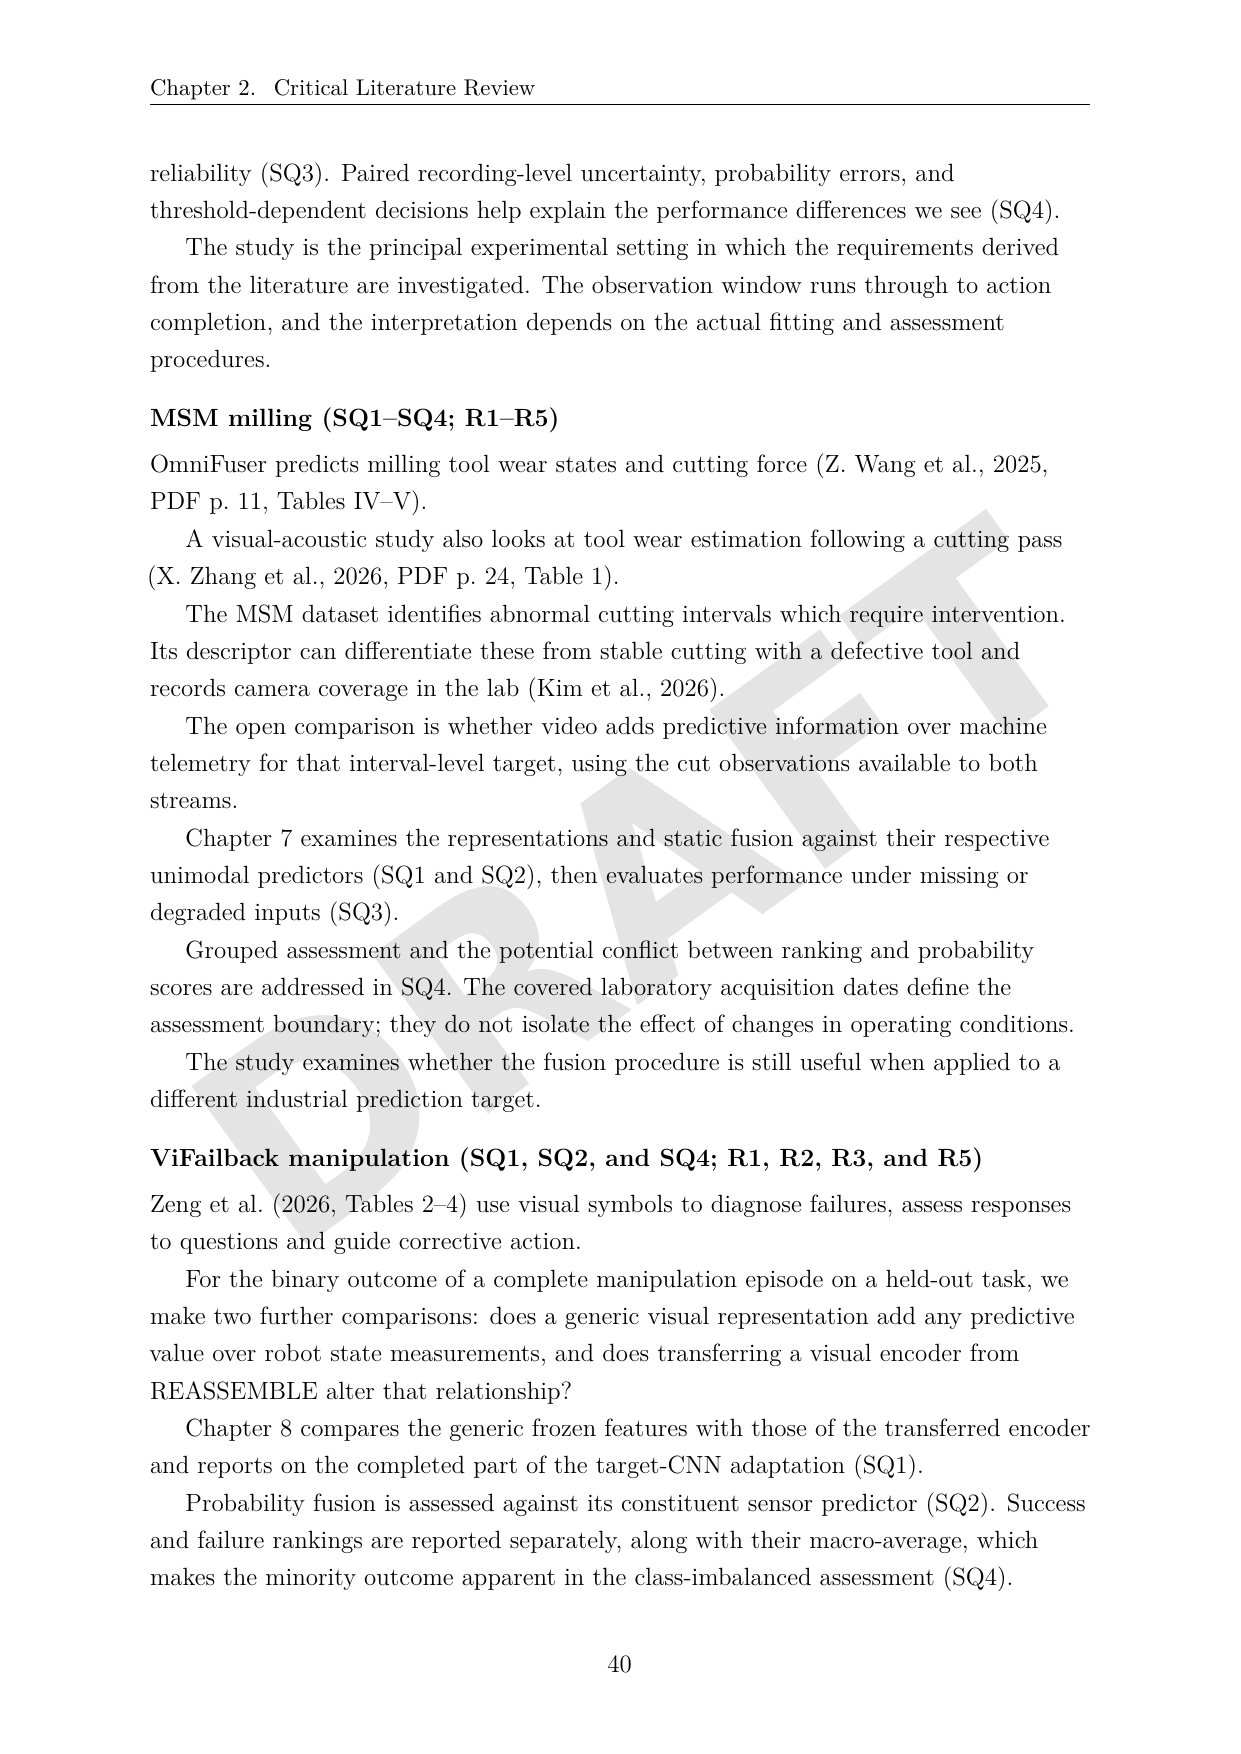 Chapter 2. Critical Literature Review
reliability (SQ3). Paired recording-level uncertainty, probability errors, and
threshold-dependent decisions help explain the performance differences we see (SQ4).
The study is the principal experimental setting in which the requirements derived
from the literature are investigated. The observation window runs through to action
completion, and the interpretation depends on the actual fitting and assessment
procedures.
MSM milling (SQ1–SQ4; R1–R5)
OmniFuser predicts milling tool wear states and cutting force (Z. Wang et al., 2025,
PDF p. 11, Tables IV–V).
A visual-acoustic study also looks at tool wear estimation following a cutting pass
(X. Zhang et al., 2026, PDF p. 24, Table 1).
The MSM dataset identifies abnormal cutting intervals which require intervention.
Its descriptor can differentiate these from stable cutting with a defective tool and
records camera coverage in the lab (Kim et al., 2026).
The open comparison is whether video adds predictive information over machine
telemetry for that interval-level target, using the cut observations available to both
streams.
Chapter 7 examines the representations and static fusion against their respective
unimodal predictors (SQ1 and SQ2), then evaluates performance under missing or
degraded inputs (SQ3).
Grouped assessment and the potential conflict between ranking and probability
scores are addressed in SQ4. The covered laboratory acquisition dates define the
assessment boundary; they do not isolate the effect of changes in operating conditions.
The study examines whether the fusion procedure is still useful when applied to a
different industrial prediction target.
ViFailback manipulation (SQ1, SQ2, and SQ4; R1, R2, R3, and R5)
Zeng et al. (2026, Tables 2–4) use visual symbols to diagnose failures, assess responses
to questions and guide corrective action.
For the binary outcome of a complete manipulation episode on a held-out task, we
make two further comparisons: does a generic visual representation add any predictive
value over robot state measurements, and does transferring a visual encoder from
REASSEMBLE alter that relationship?
Chapter 8 compares the generic frozen features with those of the transferred encoder
and reports on the completed part of the target-CNN adaptation (SQ1).
Probability fusion is assessed against its constituent sensor predictor (SQ2). Success
and failure rankings are reported separately, along with their macro-average, which
makes the minority outcome apparent in the class-imbalanced assessment (SQ4).
40
DRAFT